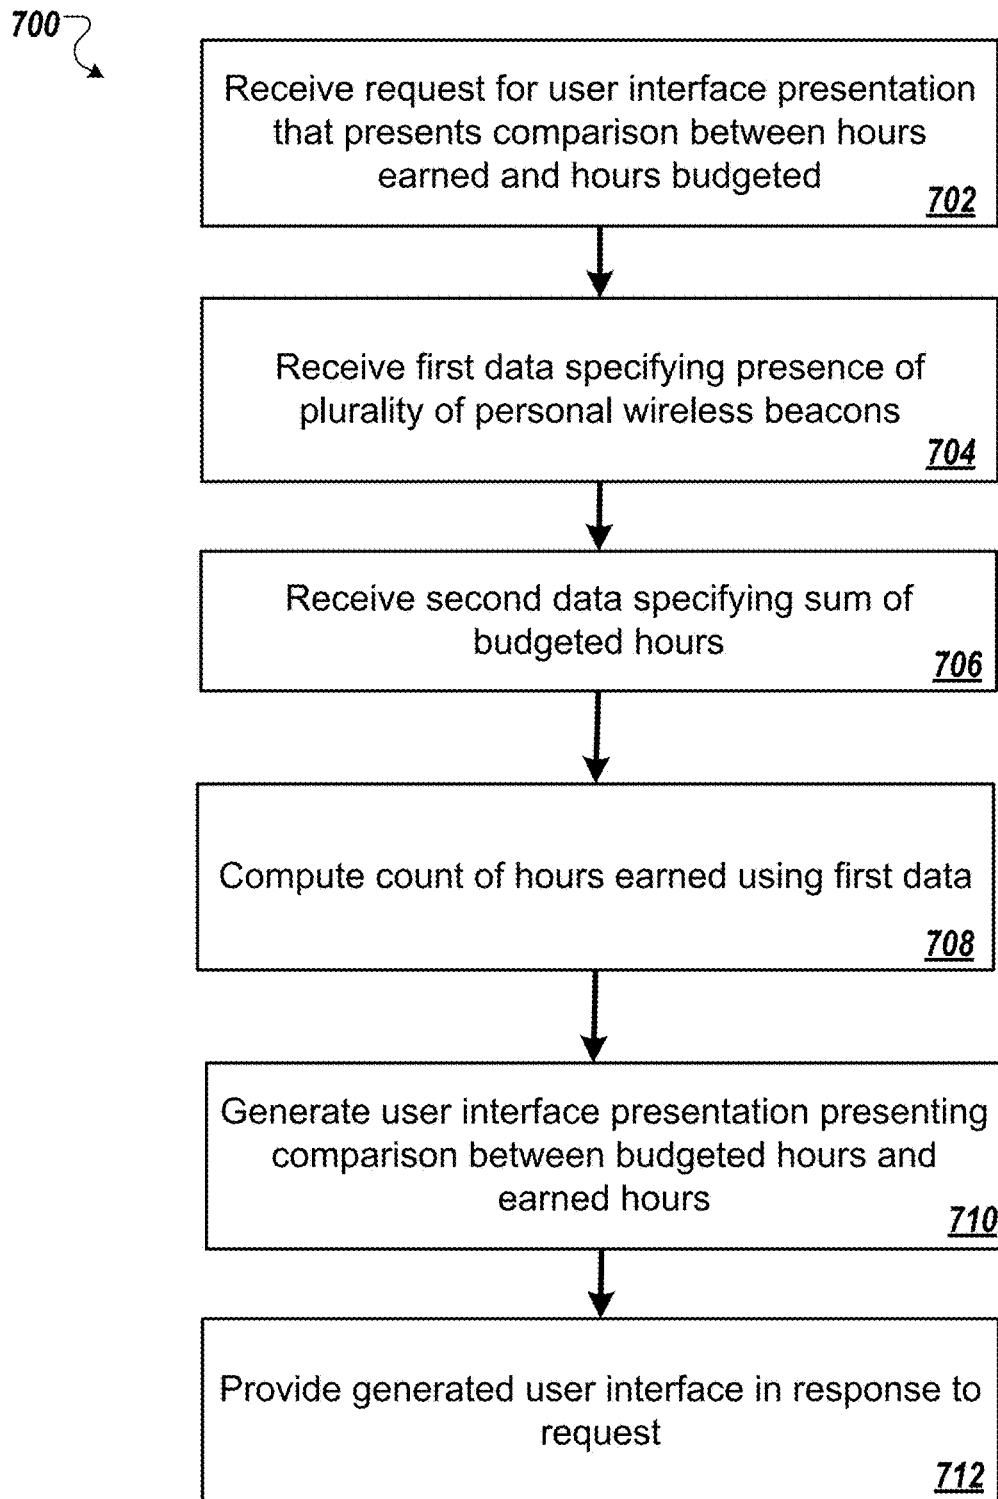 700
Receive request for user interface presentation
that presents comparison between hours
earned and hours budgeted
702
Receive first data specifying presence of
plurality of personal wireless beacons
704
Receive second data specifying sum of
budgeted hours
706
Compute count of hours earned using first data
708
Generate user interface presentation presenting
comparison between budgeted hours and
earned hours
710
Provide generated user interface in response to
request
712